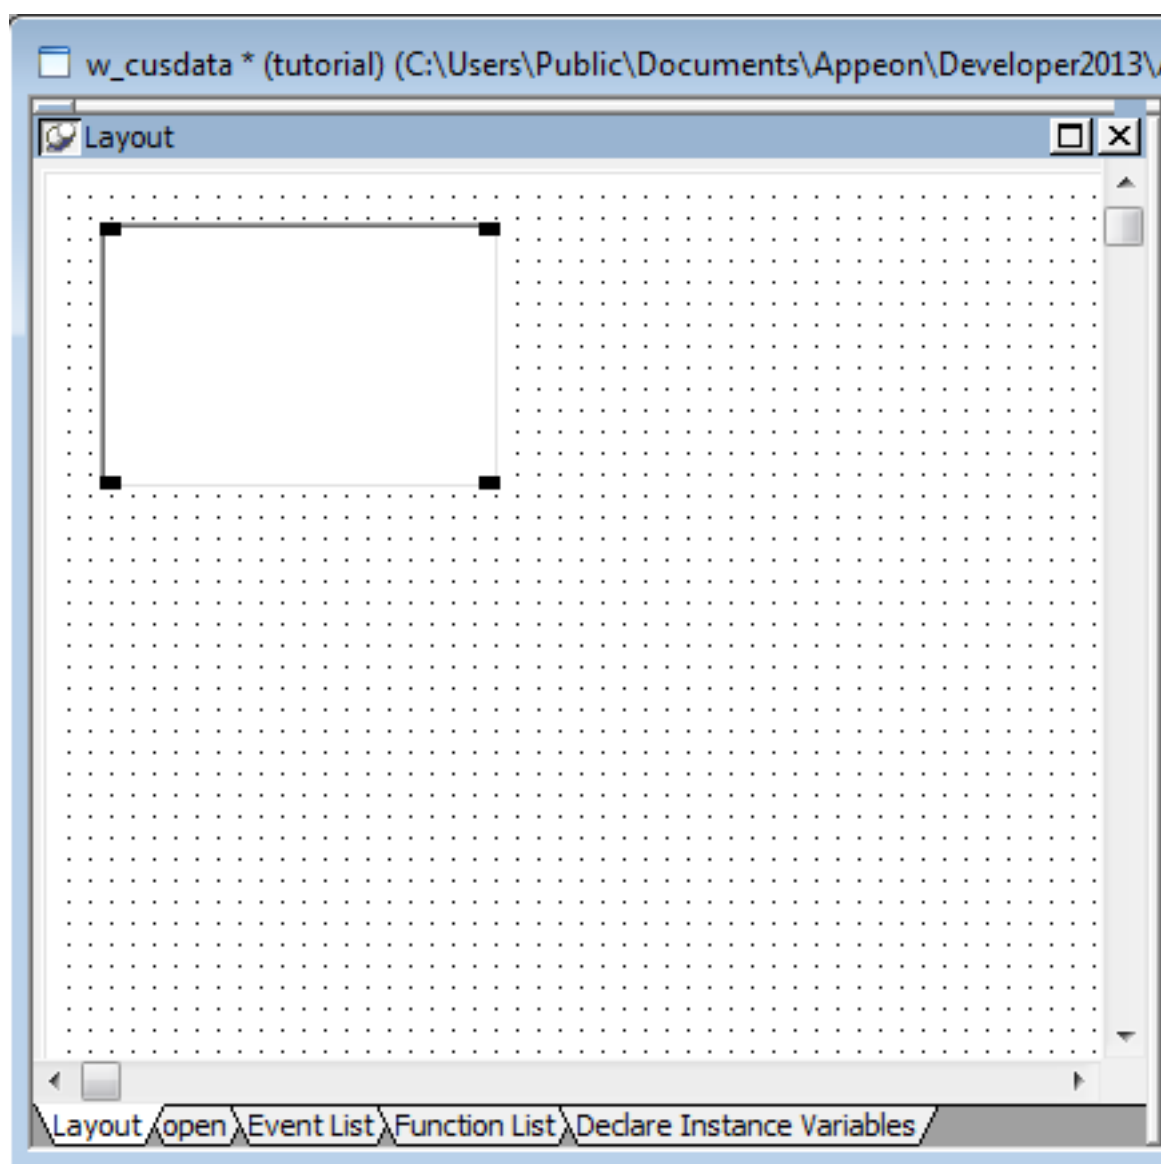 w_cusdata * (tutorial) (C:\Users\Public\Documents\Appeon\Developer2013\
Layout
Layout open Event List Function List Declare Instance Variables